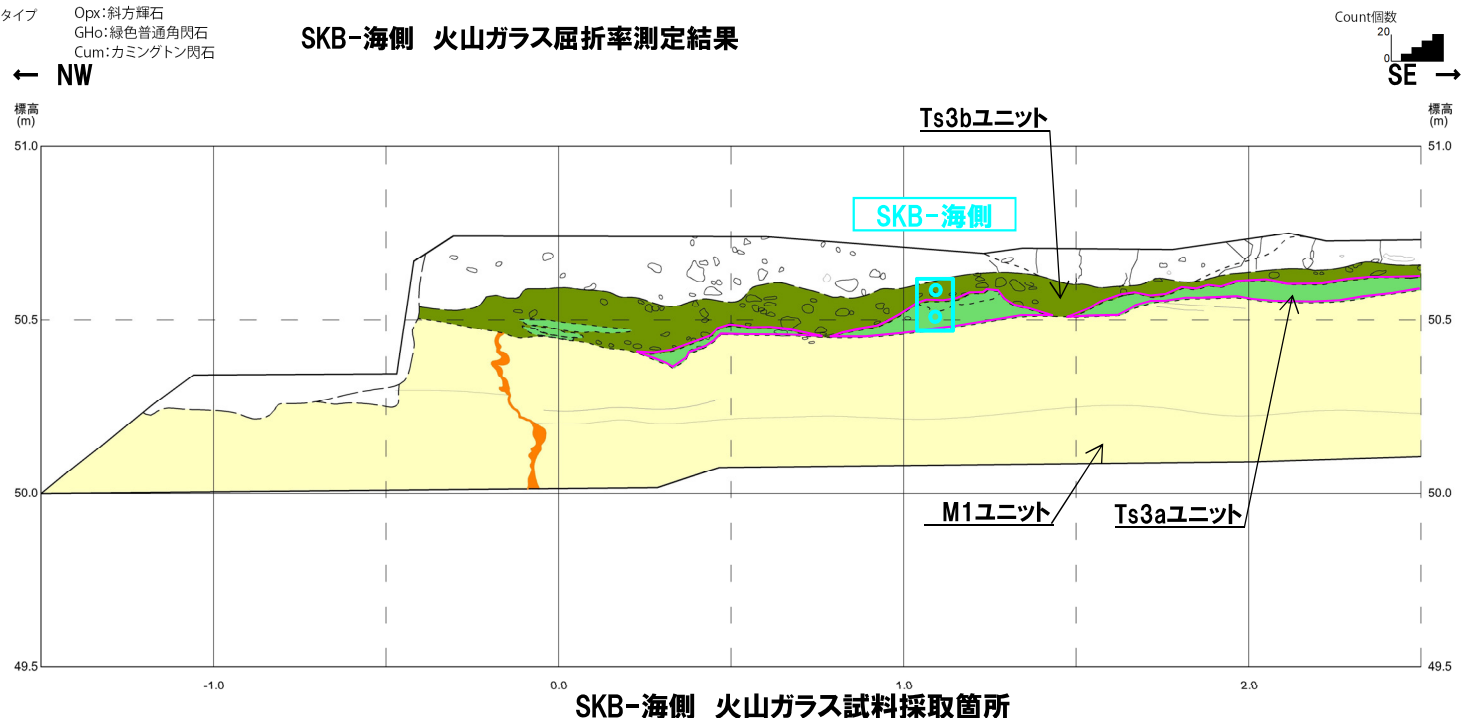 タイプ
Opx:斜方輝石
GHo:緑色普通角閃石
Cum:カミングトン閃石
SKB-海側 火山ガラス屈折率測定結果
Count個数
20
0
← NW
SE →
標高
(m)
標高
(m)
Ts3bユニット
51.0
51.0
SKB-海側
50.5
50.5
M1ユニット
Ts3aユニット
50.0
50.0
49.5
49.5
-1.0
0.0
1.0
2.0
SKB-海側 火山ガラス試料採取箇所